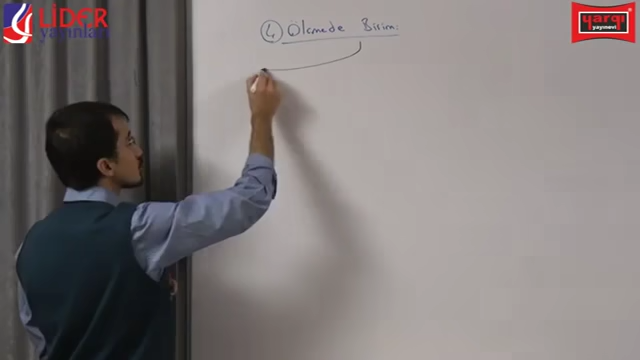 LİDER
yayınları
yargı
yayınevi
4 Ölçmede Birim: